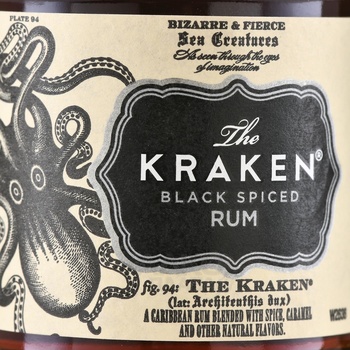 PLATE 94
BIZARRE & FIERCE
Sea Creatures
As seen through the eyes
of imagination
The
KRAKEN®
BLACK SPICED
RUM
fig. 94: THE KRAKEN®
(lat: Architenthis dux)
A CARIBBEAN RUM BLENDED WITH SPICE, CARAMEL
AND OTHER NATURAL FLAVORS.